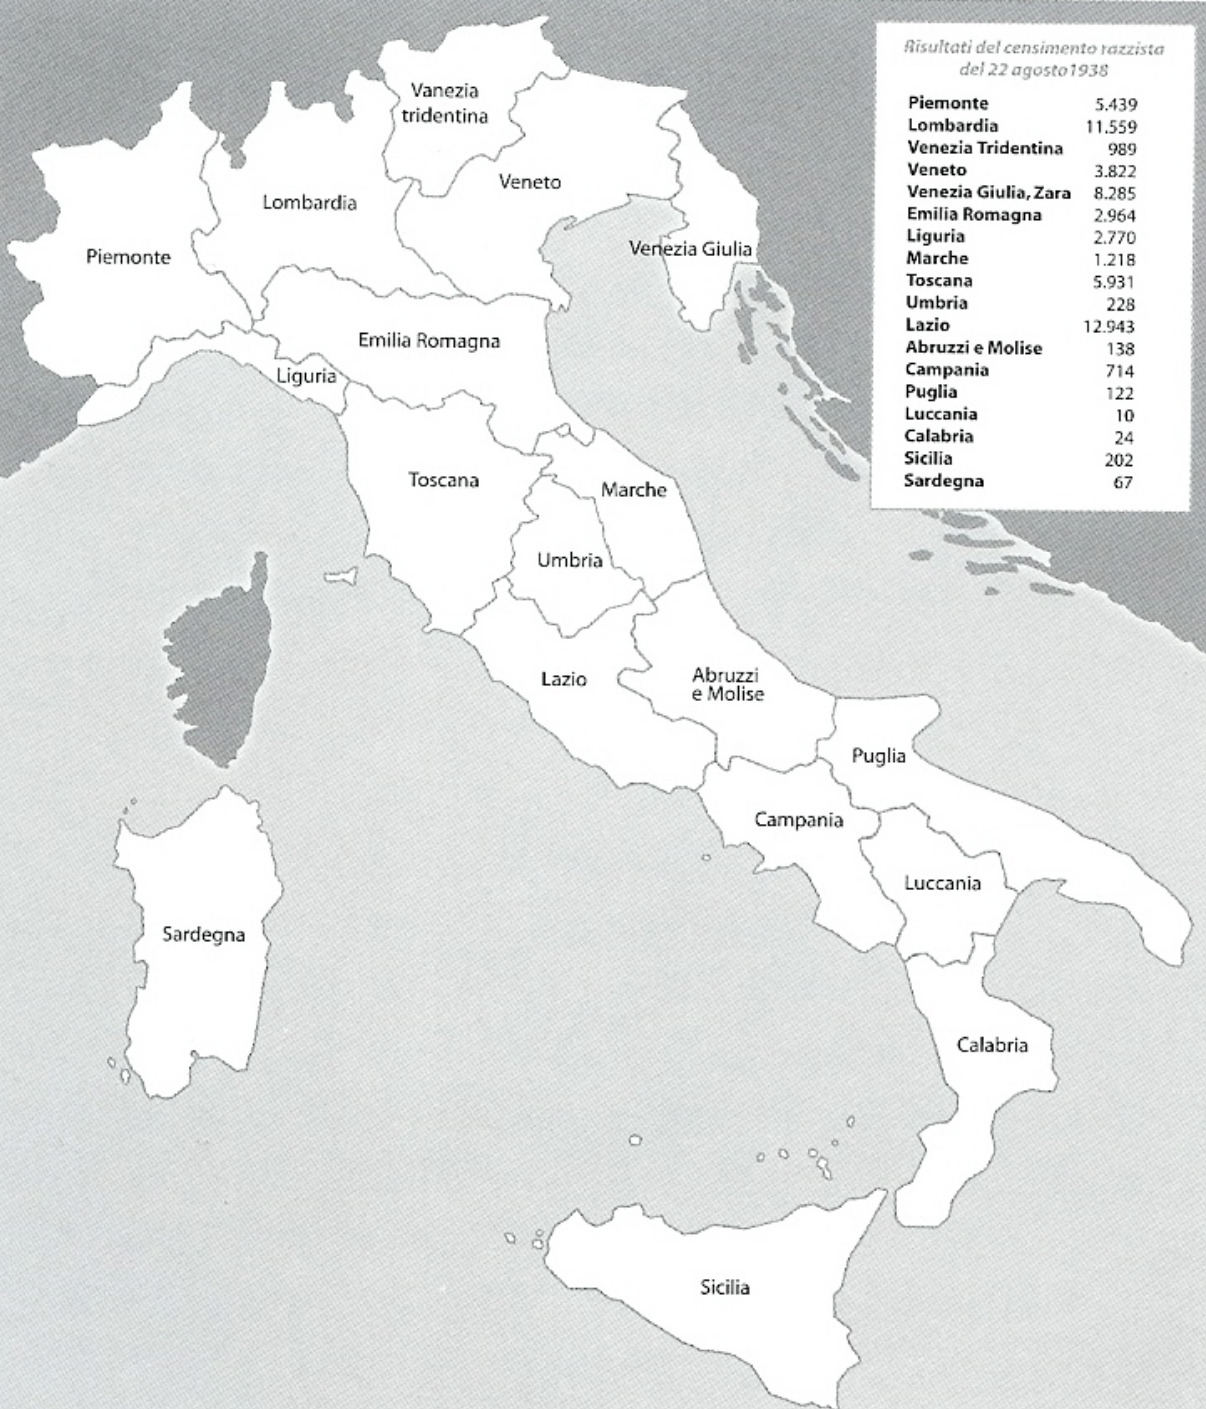 Risultati del censimento razzista
del 22 agosto 1938
Piemonte 5.439
Lombardia 11.559
Venezia Tridentina 989
Veneto 3.822
Venezia Giulia, Zara 8.285
Emilia Romagna 2.964
Liguria 2.770
Marche 1.218
Toscana 5.931
Umbria 228
Lazio 12.943
Abruzzi e Molise 138
Campania 714
Puglia 122
Luccania 10
Calabria 24
Sicilia 202
Sardegna 67
Vanezia
tridentina
Veneto
Lombardia
Venezia Giulia
Piemonte
Emilia Romagna
Liguria
Toscana
Marche
Umbria
Lazio
Abruzzi
e Molise
Puglia
Campania
Luccania
Sardegna
Calabria
Sicilia